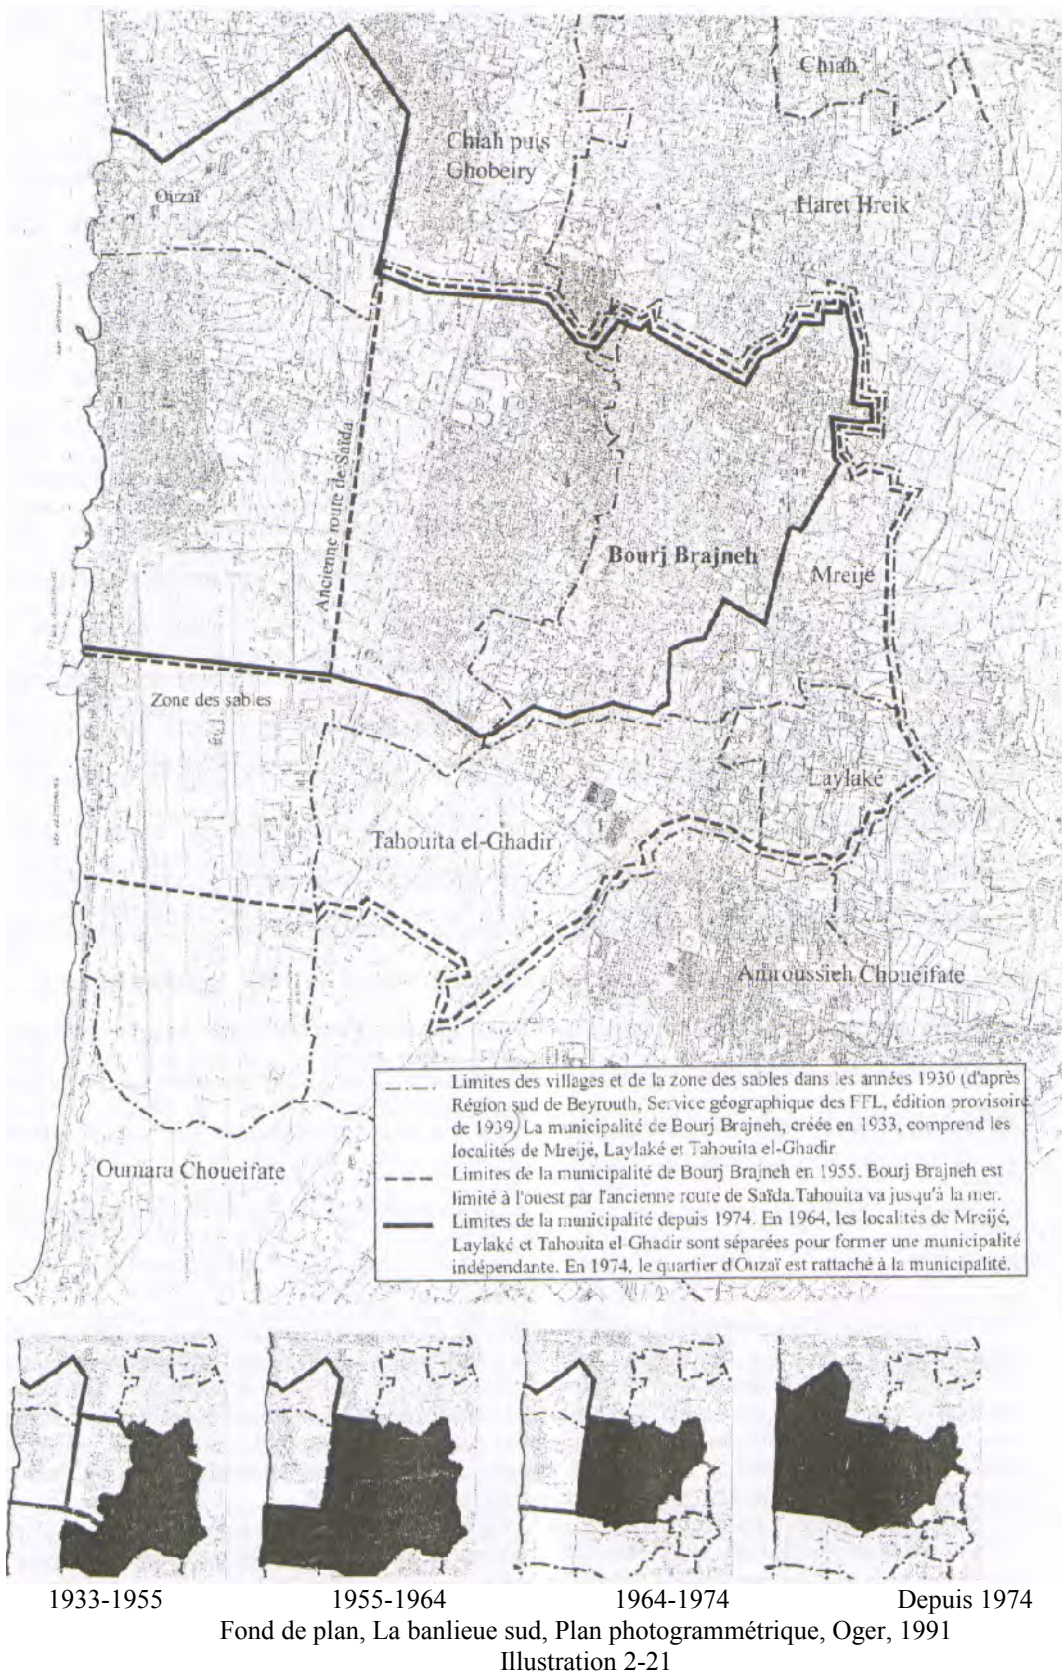 Chiah
Chiah puis
Ghobeiry
Ouzaï
Haret Hreik
Ancienne route de Saïda
Bourj Brajneh
Mreijé
Zone des sables
Laylaké
Tahouita el-Ghadir
Amroussieh Choueifate
Oumara Choueifate
Limites des villages et de la zone des sables dans les années 1930 (d'après
Région sud de Beyrouth, Service géographique des FFL, édition provisoire
de 1939) La municipalité de Bourj Brajneh, créée en 1933, comprend les
localités de Mreijé, Laylaké et Tahouita el-Ghadir
Limites de la municipalité de Bourj Brajneh en 1955. Bourj Brajneh est
limité à l'ouest par l'ancienne route de Saïda. Tahouita va jusqu'à la mer.
Limites de la municipalité depuis 1974. En 1964, les localités de Mreijé,
Laylaké et Tahouita el Ghadir sont séparées pour former une municipalité
indépendante. En 1974, le quartier d'Ouzaï est rattaché à la municipalité.
1933-1955 1955-1964 1964-1974 Depuis 1974
Fond de plan, La banlieue sud, Plan photogrammétrique, Oger, 1991
Illustration 2-21